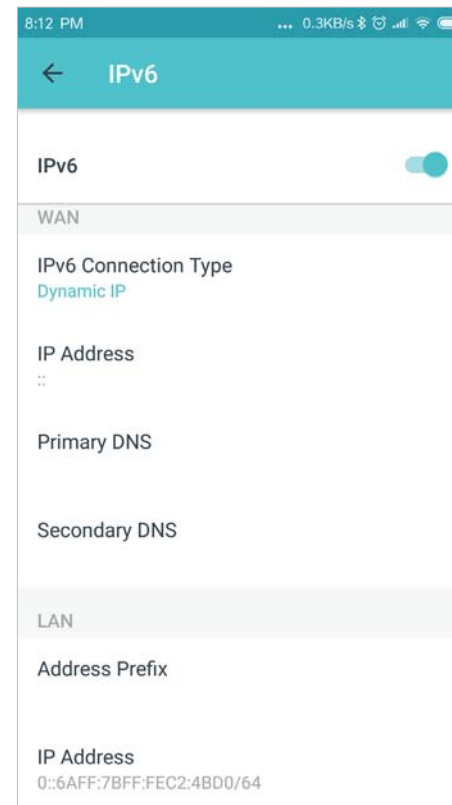 8:12 PM ... 0.3KB/s
IPv6
IPv6
WAN
IPv6 Connection Type
Dynamic IP
IP Address
::
Primary DNS
Secondary DNS
LAN
Address Prefix
IP Address
0::6AFF:7BFF:FEC2:4BD0/64